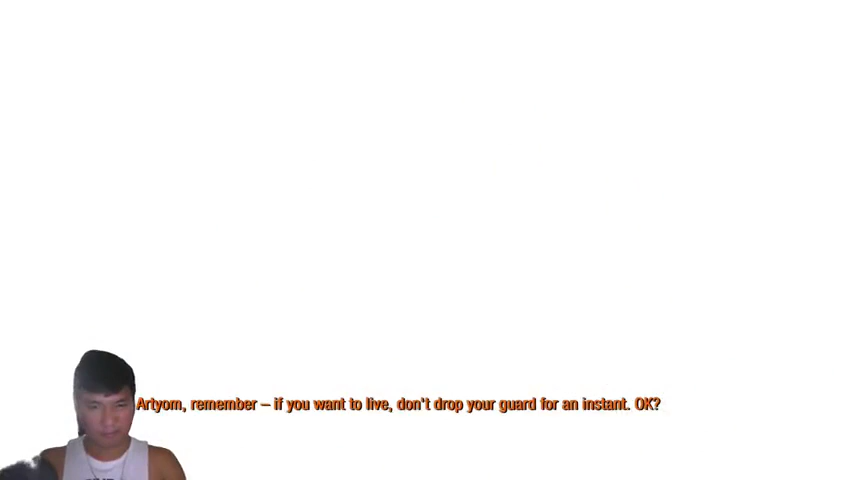 Artyom, remember – if you want to live, don't drop your guard for an instant. OK?